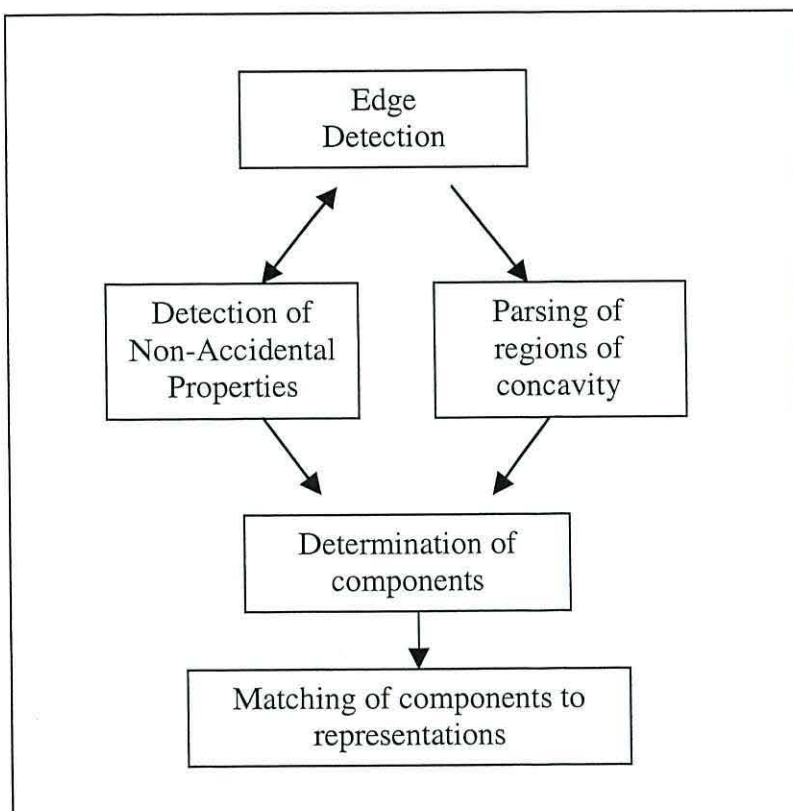 Edge
Detection
Detection of
Non-Accidental
Properties
Parsing of
regions of
concavity
Determination of
components
Matching of components to
representations